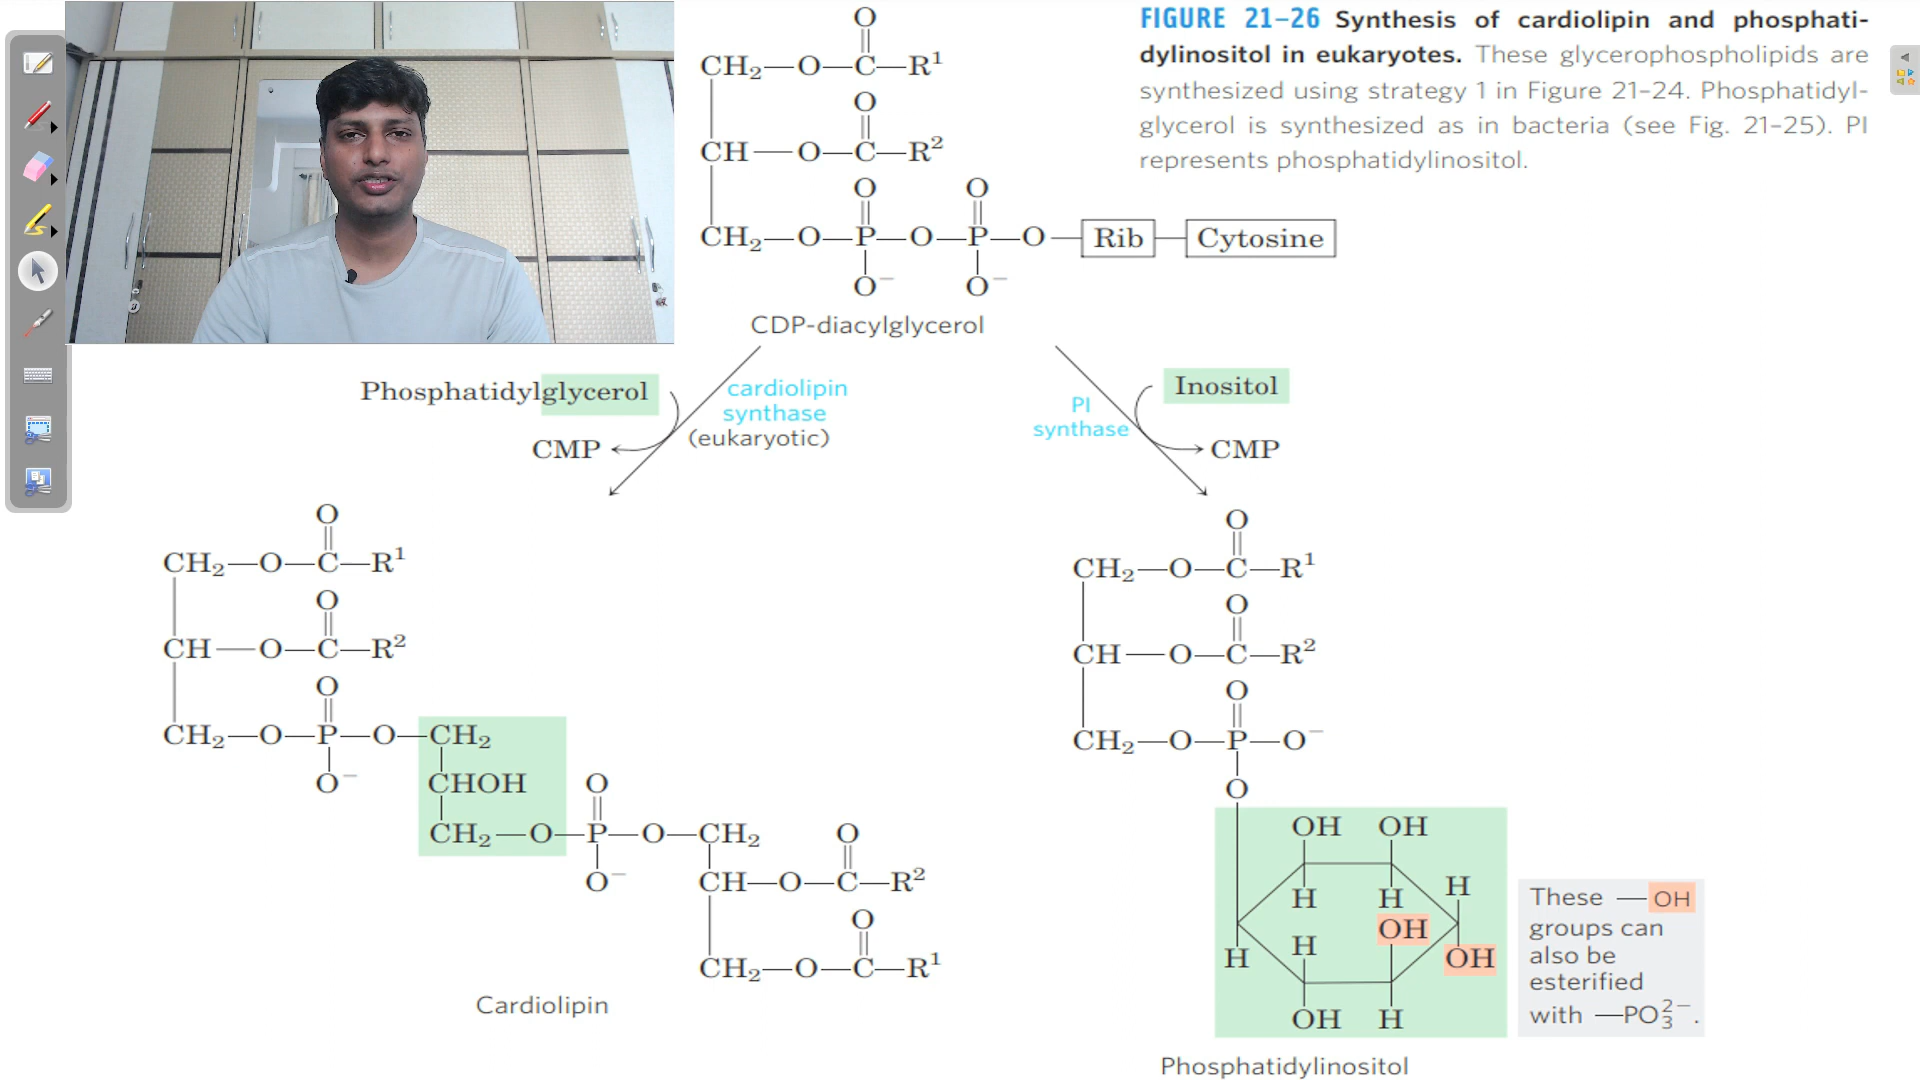 FIGURE 21–26 Synthesis of cardiolipin and phosphati-
dylinositol in eukaryotes. These glycerophospholipids are
synthesized using strategy 1 in Figure 21–24. Phosphatidyl-
glycerol is synthesized as in bacteria (see Fig. 21–25). PI
represents phosphatidylinositol.
O
CH₂—O—C—R¹
O
CH—O—C—R²
O O
CH₂—O—P—O—P—O—Rib—Cytosine
O⁻ O⁻
CDP-diacylglycerol
Phosphatidylglycerol
cardiolipin
synthase
(eukaryotic)
CMP
PI
synthase
Inositol
CMP
O
CH₂—O—C—R¹
O
CH—O—C—R²
O
CH₂—O—P—O—CH₂
O⁻ CHOH O
CH₂—O—P—O—CH₂ O
O⁻ CH—O—C—R²
O
CH₂—O—C—R¹
Cardiolipin
O
CH₂—O—C—R¹
O
CH—O—C—R²
O
CH₂—O—P—O⁻
O
OH OH
H H H
OH
H H OH
OH H
Phosphatidylinositol
These —OH
groups can
also be
esterified
with —PO₃²⁻.